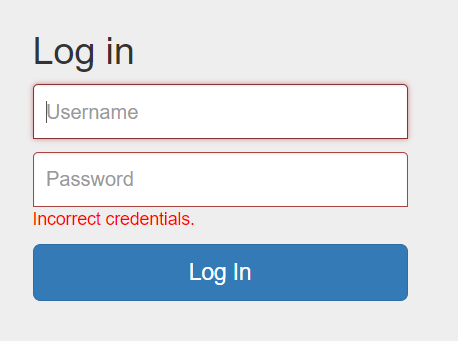 Log in
Username
Password
Incorrect credentials.
Log In